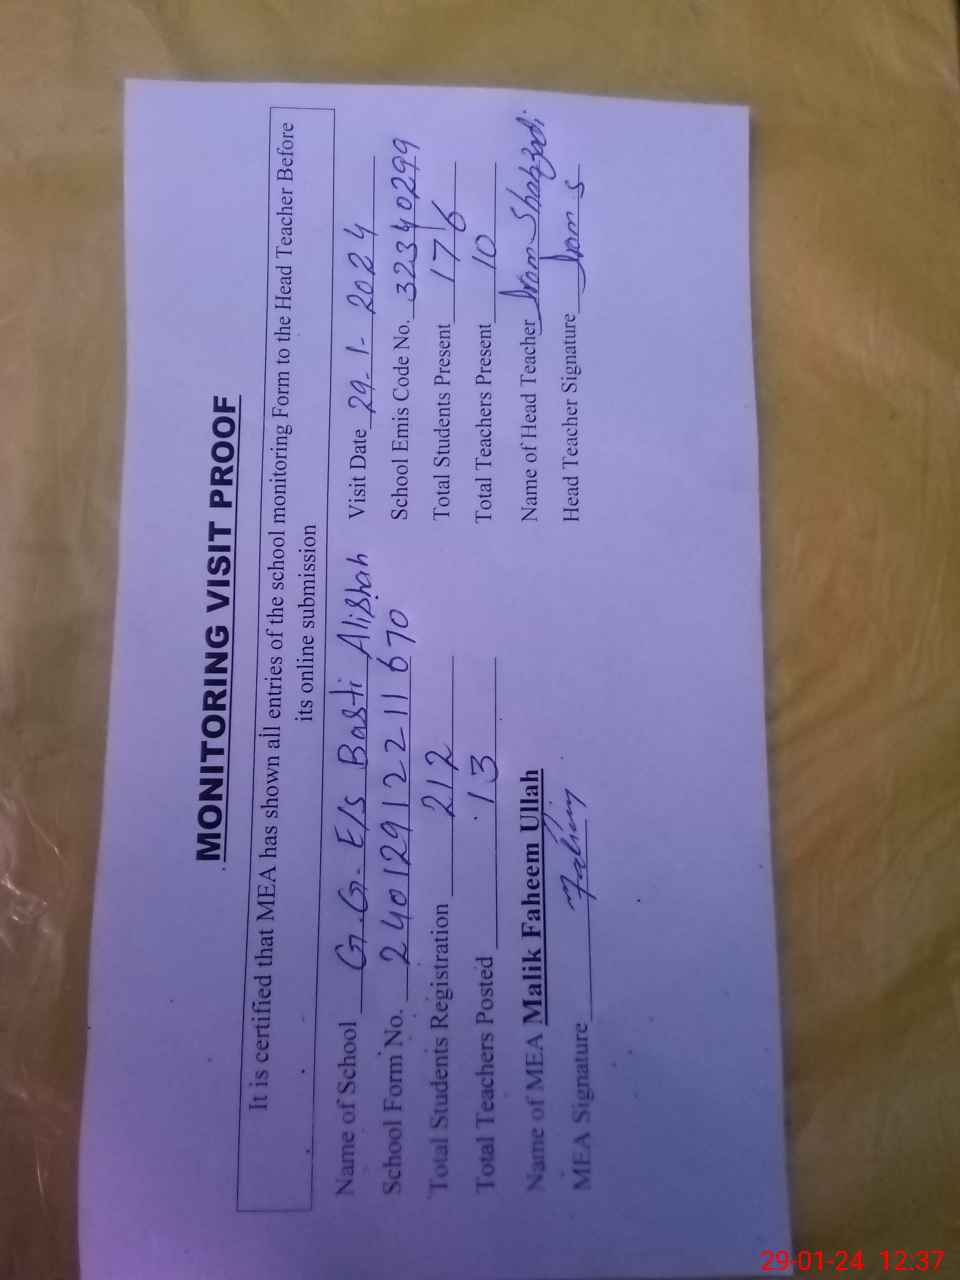 MONITORING VISIT PROOF
It is certified that MEA has shown all entries of the school monitoring Form to the Head Teacher Before
its online submission
Name of School G.G. E/S Basti Alishah Visit Date 29-1-2024
School Form No. 24012912211670 School Emis Code No. 32340299
Total Students Registration 212 Total Students Present 176
Total Teachers Posted 13 Total Teachers Present 10
Name of MEA Malik Faheem Ullah Name of Head Teacher Iram Shahzadi
MEA Signature Faheem Head Teacher Signature Iram S
29-01-24 12:37